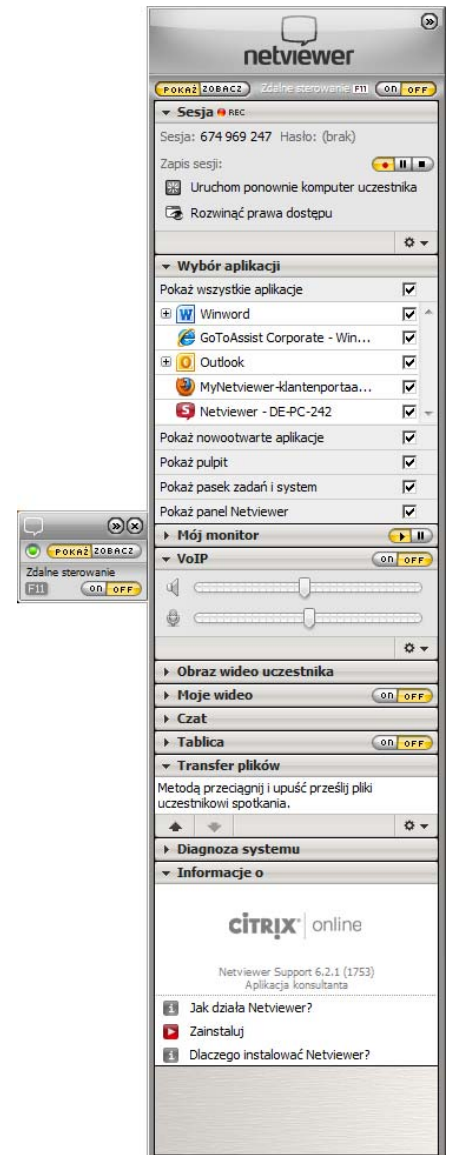 netviewer
POKAŻ ZOBACZ Zdalne sterowanie F11 ON OFF
Sesja REC
Sesja: 674 969 247 Hasło: (brak)
Zapis sesji:
Uruchom ponownie komputer uczestnika
Rozwinąć prawa dostępu
Wybór aplikacji
Pokaż wszystkie aplikacje
Winword
GoToAssist Corporate - Win...
Outlook
MyNetviewer-klantenportaa...
Netviewer - DE-PC-242
Pokaż nowootwarte aplikacje
Pokaż pulpit
Pokaż pasek zadań i system
Pokaż panel Netviewer
Mój monitor
VoIP ON OFF
Obraz wideo uczestnika
Moje wideo ON OFF
Czat
Tablica ON OFF
Transfer plików
Metodą przeciągnij i upuść prześlij pliki
uczestnikowi spotkania.
Diagnoza systemu
Informacje o
CITRIX online
Netviewer Support 6.2.1 (1753)
Aplikacja konsultanta
Jak działa Netviewer?
Zainstaluj
Dlaczego instalować Netviewer?
POKAŻ ZOBACZ
Zdalne sterowanie
F11 ON OFF